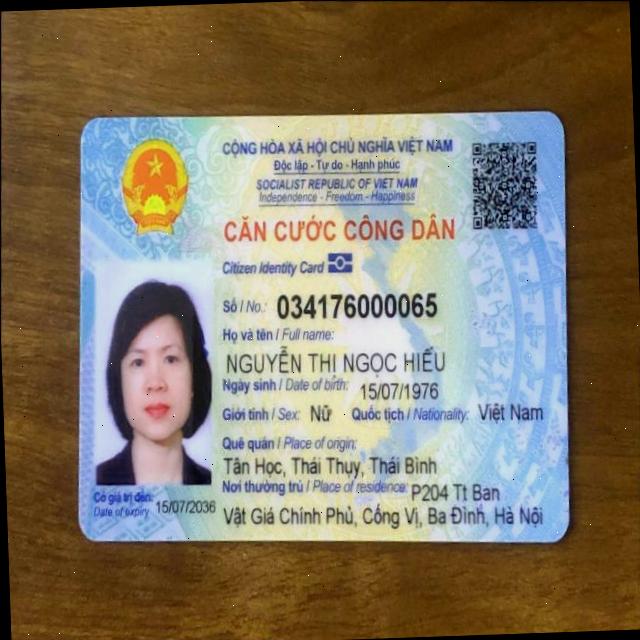 CỘNG HÒA XÃ HỘI CHỦ NGHĨA VIỆT NAM
Độc lập - Tự do - Hạnh phúc
SOCIALIST REPUBLIC OF VIET NAM
Independence - Freedom - Happiness
CĂN CƯỚC CÔNG DÂN
Citizen Identity Card
Số / No.: 034176000065
Họ và tên / Full name:
NGUYỄN THỊ NGỌC HIẾU
Ngày sinh / Date of birth: 15/07/1976
Giới tính / Sex: Nữ Quốc tịch / Nationality: Việt Nam
Quê quán / Place of origin:
Tân Học, Thái Thụy, Thái Bình
Nơi thường trú / Place of residence: P204 Tt Ban
Vật Giá Chính Phủ, Cống Vị, Ba Đình, Hà Nội
Có giá trị đến: 15/07/2036
Date of expiry